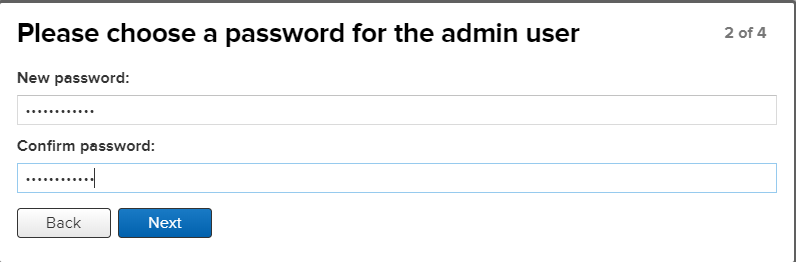 Please choose a password for the admin user
2 of 4
New password:
••••••••••••
Confirm password:
••••••••••••
Back
Next